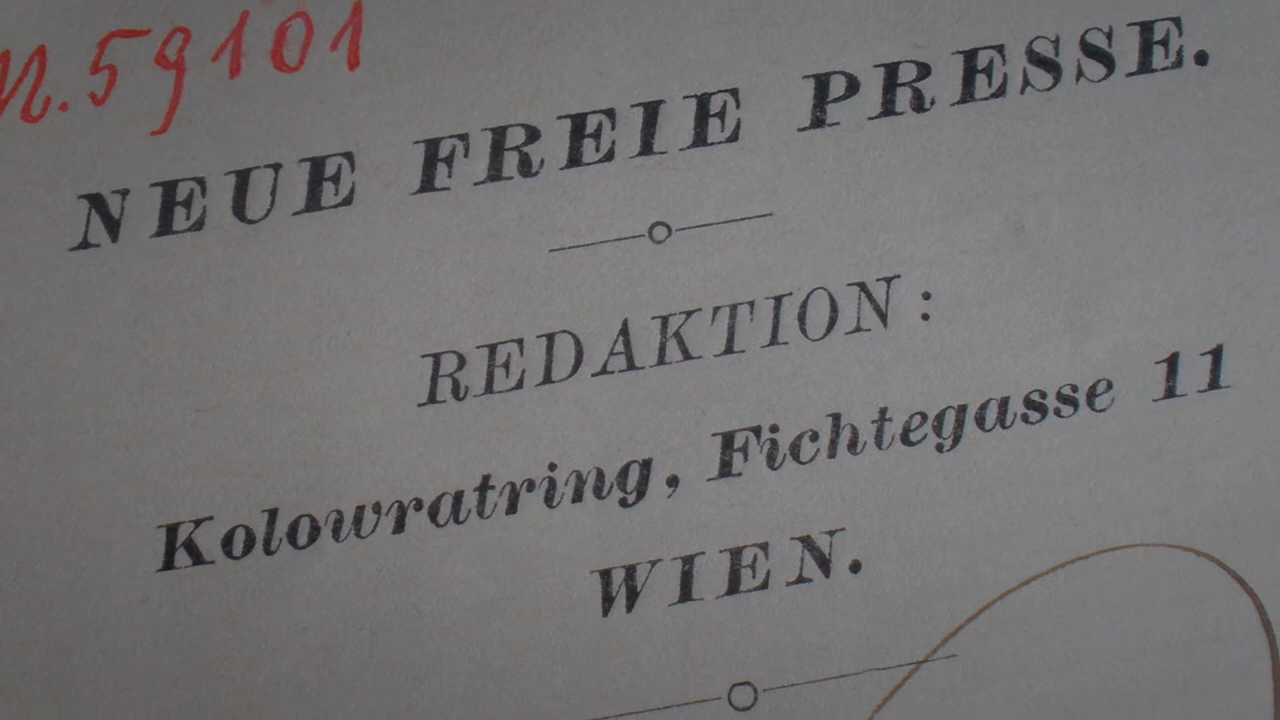 N. 59101
NEUE FREIE PRESSE.
REDAKTION:
Kolowratring, Fichtegasse 11
WIEN.